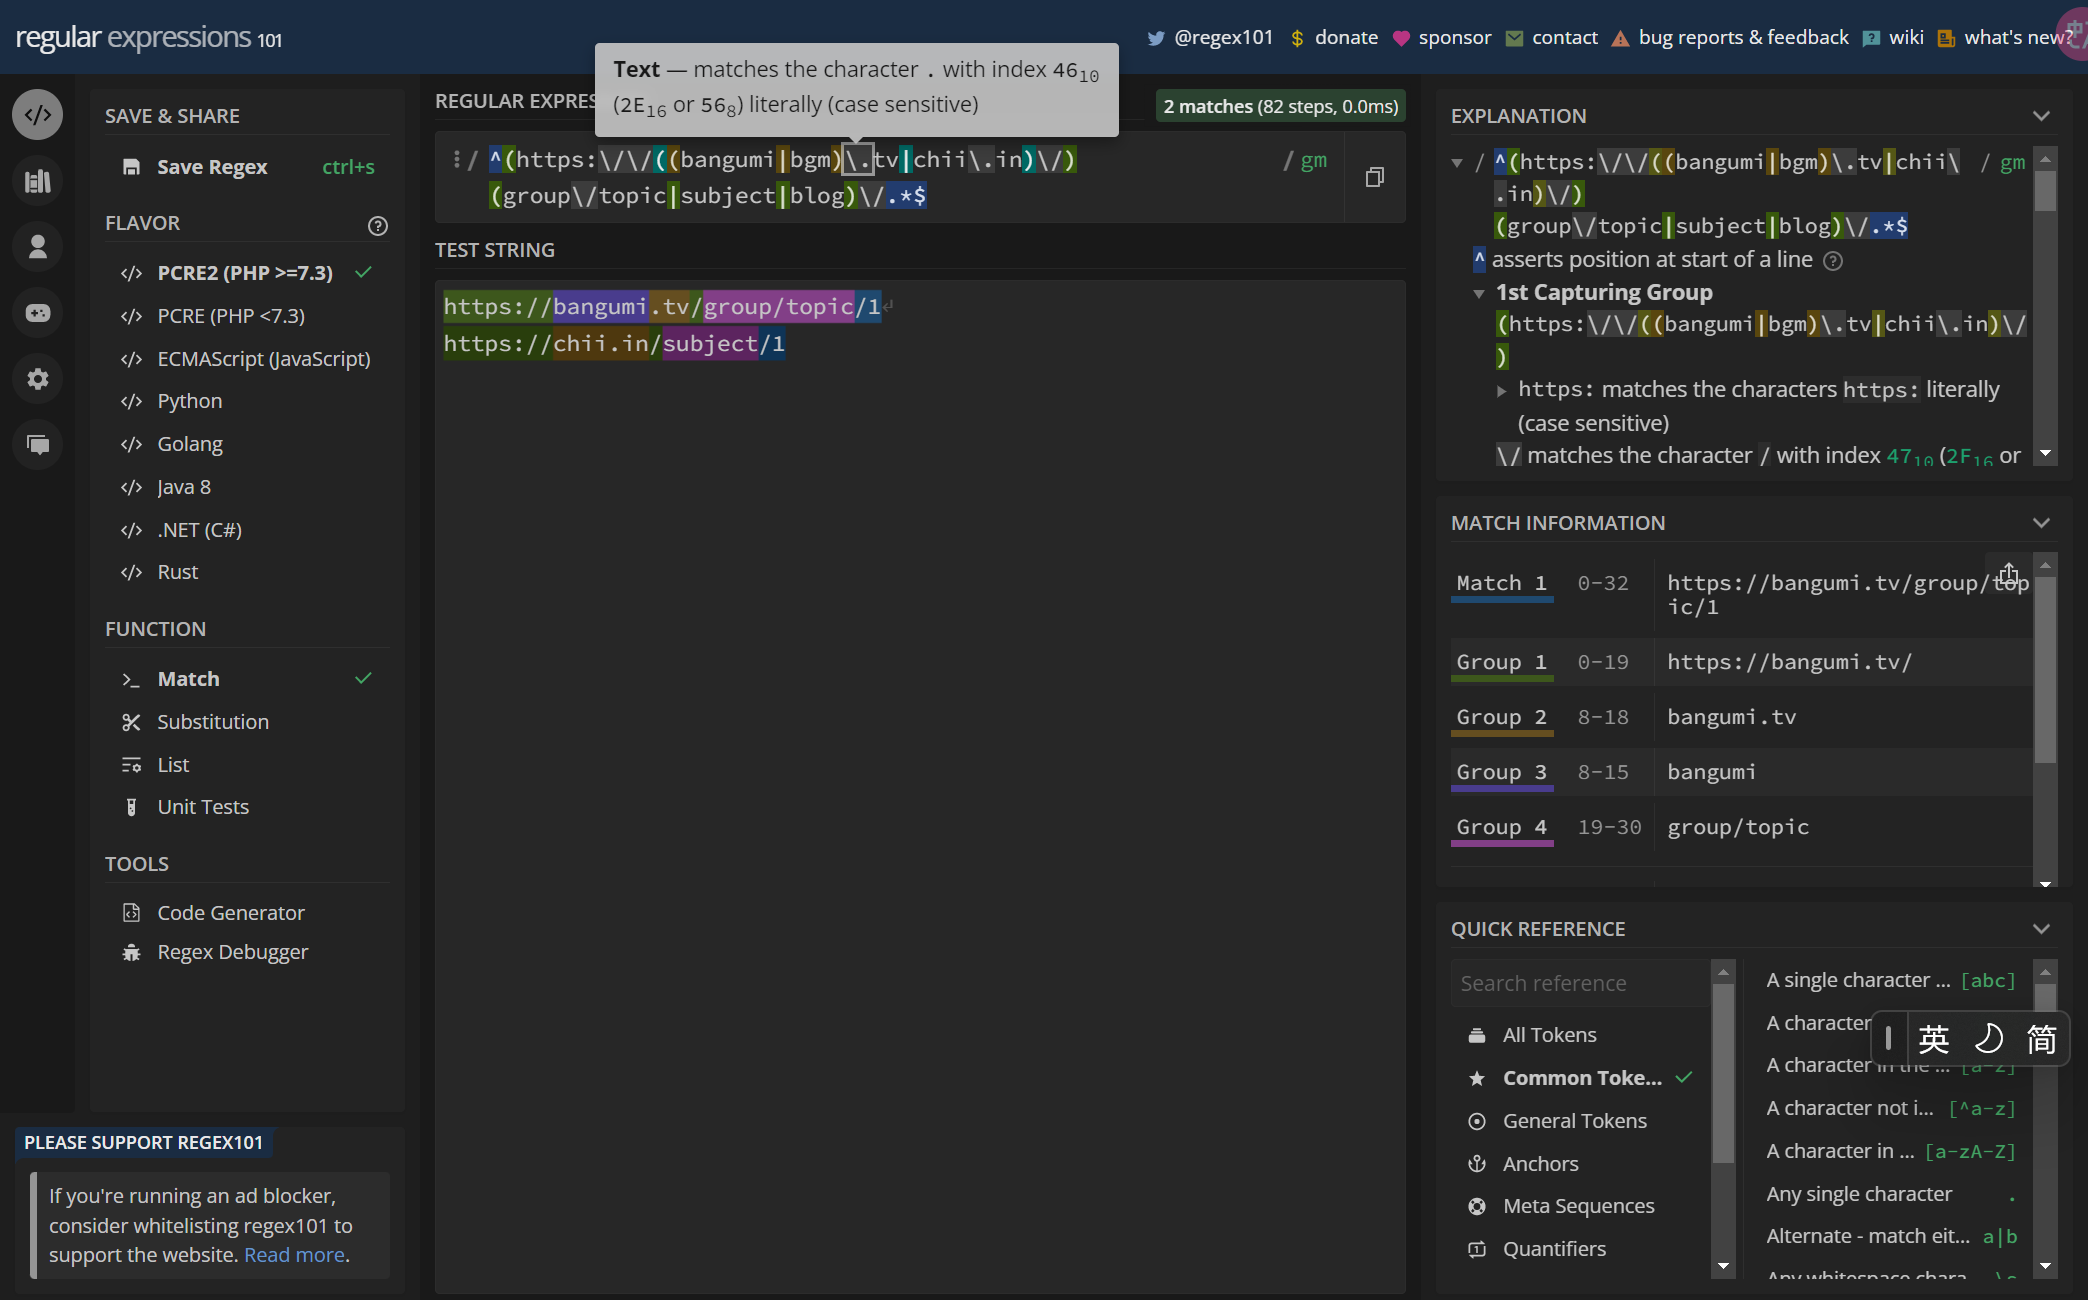 regular expressions 101
@regex101
donate
sponsor
contact
bug reports & feedback
wiki
what's new?
SAVE & SHARE
Save Regex ctrl+s
FLAVOR
PCRE2 (PHP >=7.3)
PCRE (PHP <7.3)
ECMAScript (JavaScript)
Python
Golang
Java 8
.NET (C#)
Rust
FUNCTION
Match
Substitution
List
Unit Tests
TOOLS
Code Generator
Regex Debugger
PLEASE SUPPORT REGEX101
If you're running an ad blocker,
consider whitelisting regex101 to
support the website. Read more.
Text — matches the character . with index 46₁₀
(2E₁₆ or 56₈) literally (case sensitive)
REGULAR EXPRES
2 matches (82 steps, 0.0ms)
/ ^(https:\/\/((bangumi|bgm)\.tv|chii\.in)\/) / gm
(group\/topic|subject|blog)\/.*$
TEST STRING
https://bangumi.tv/group/topic/1
https://chii.in/subject/1
EXPLANATION
/ ^(https:\/\/((bangumi|bgm)\.tv|chii\ / gm
.in)\/)
(group\/topic|subject|blog)\/.*$
^ asserts position at start of a line
1st Capturing Group
(https:\/\/((bangumi|bgm)\.tv|chii\.in)\/
)
https: matches the characters https: literally
(case sensitive)
\/ matches the character / with index 47₁₀ (2F₁₆ or
MATCH INFORMATION
Match 1 0-32 https://bangumi.tv/group/top
ic/1
Group 1 0-19 https://bangumi.tv/
Group 2 8-18 bangumi.tv
Group 3 8-15 bangumi
Group 4 19-30 group/topic
QUICK REFERENCE
Search reference
All Tokens
Common Toke...
General Tokens
Anchors
Meta Sequences
Quantifiers
A single character ... [abc]
A character
A character in the ... [a-z]
A character not i... [^a-z]
A character in ... [a-zA-Z]
Any single character .
Alternate - match eit... a|b
Any whitespace chara... \s
英 简